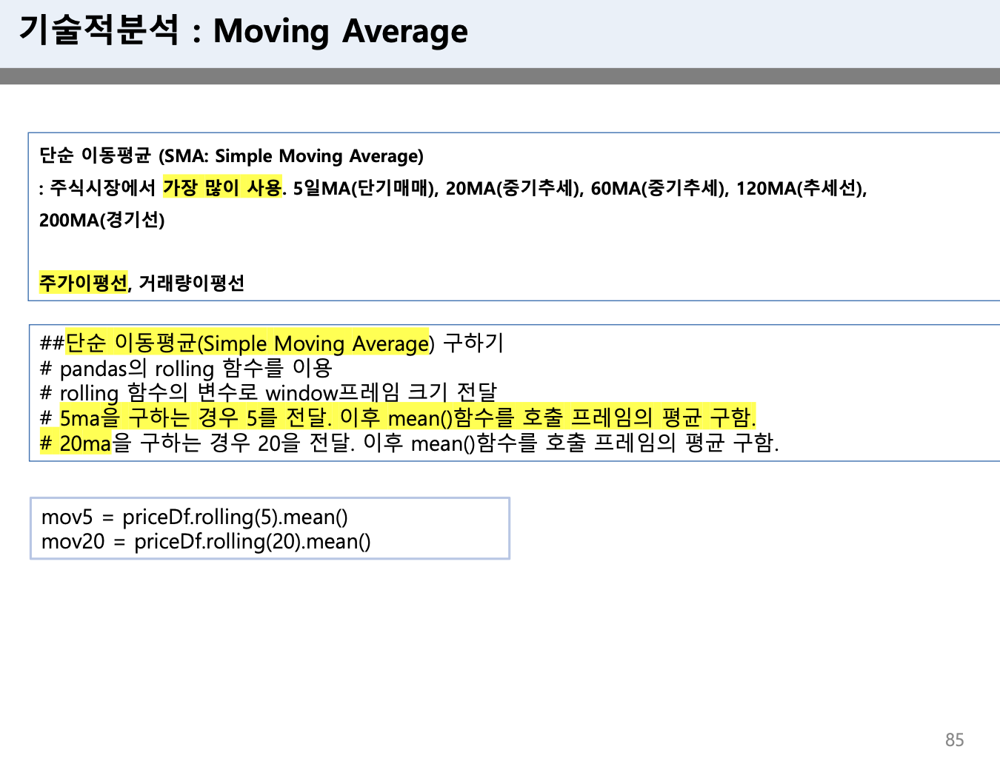 기술적분석 : Moving Average
단순 이동평균 (SMA: Simple Moving Average)
: 주식시장에서 가장 많이 사용. 5일MA(단기매매), 20MA(중기추세), 60MA(중기추세), 120MA(추세선),
200MA(경기선)
주가이평선, 거래량이평선
##단순 이동평균(Simple Moving Average) 구하기
# pandas의 rolling 함수를 이용
# rolling 함수의 변수로 window프레임 크기 전달
# 5ma을 구하는 경우 5를 전달. 이후 mean()함수를 호출 프레임의 평균 구함.
# 20ma을 구하는 경우 20을 전달. 이후 mean()함수를 호출 프레임의 평균 구함.
mov5 = priceDf.rolling(5).mean()
mov20 = priceDf.rolling(20).mean()
85